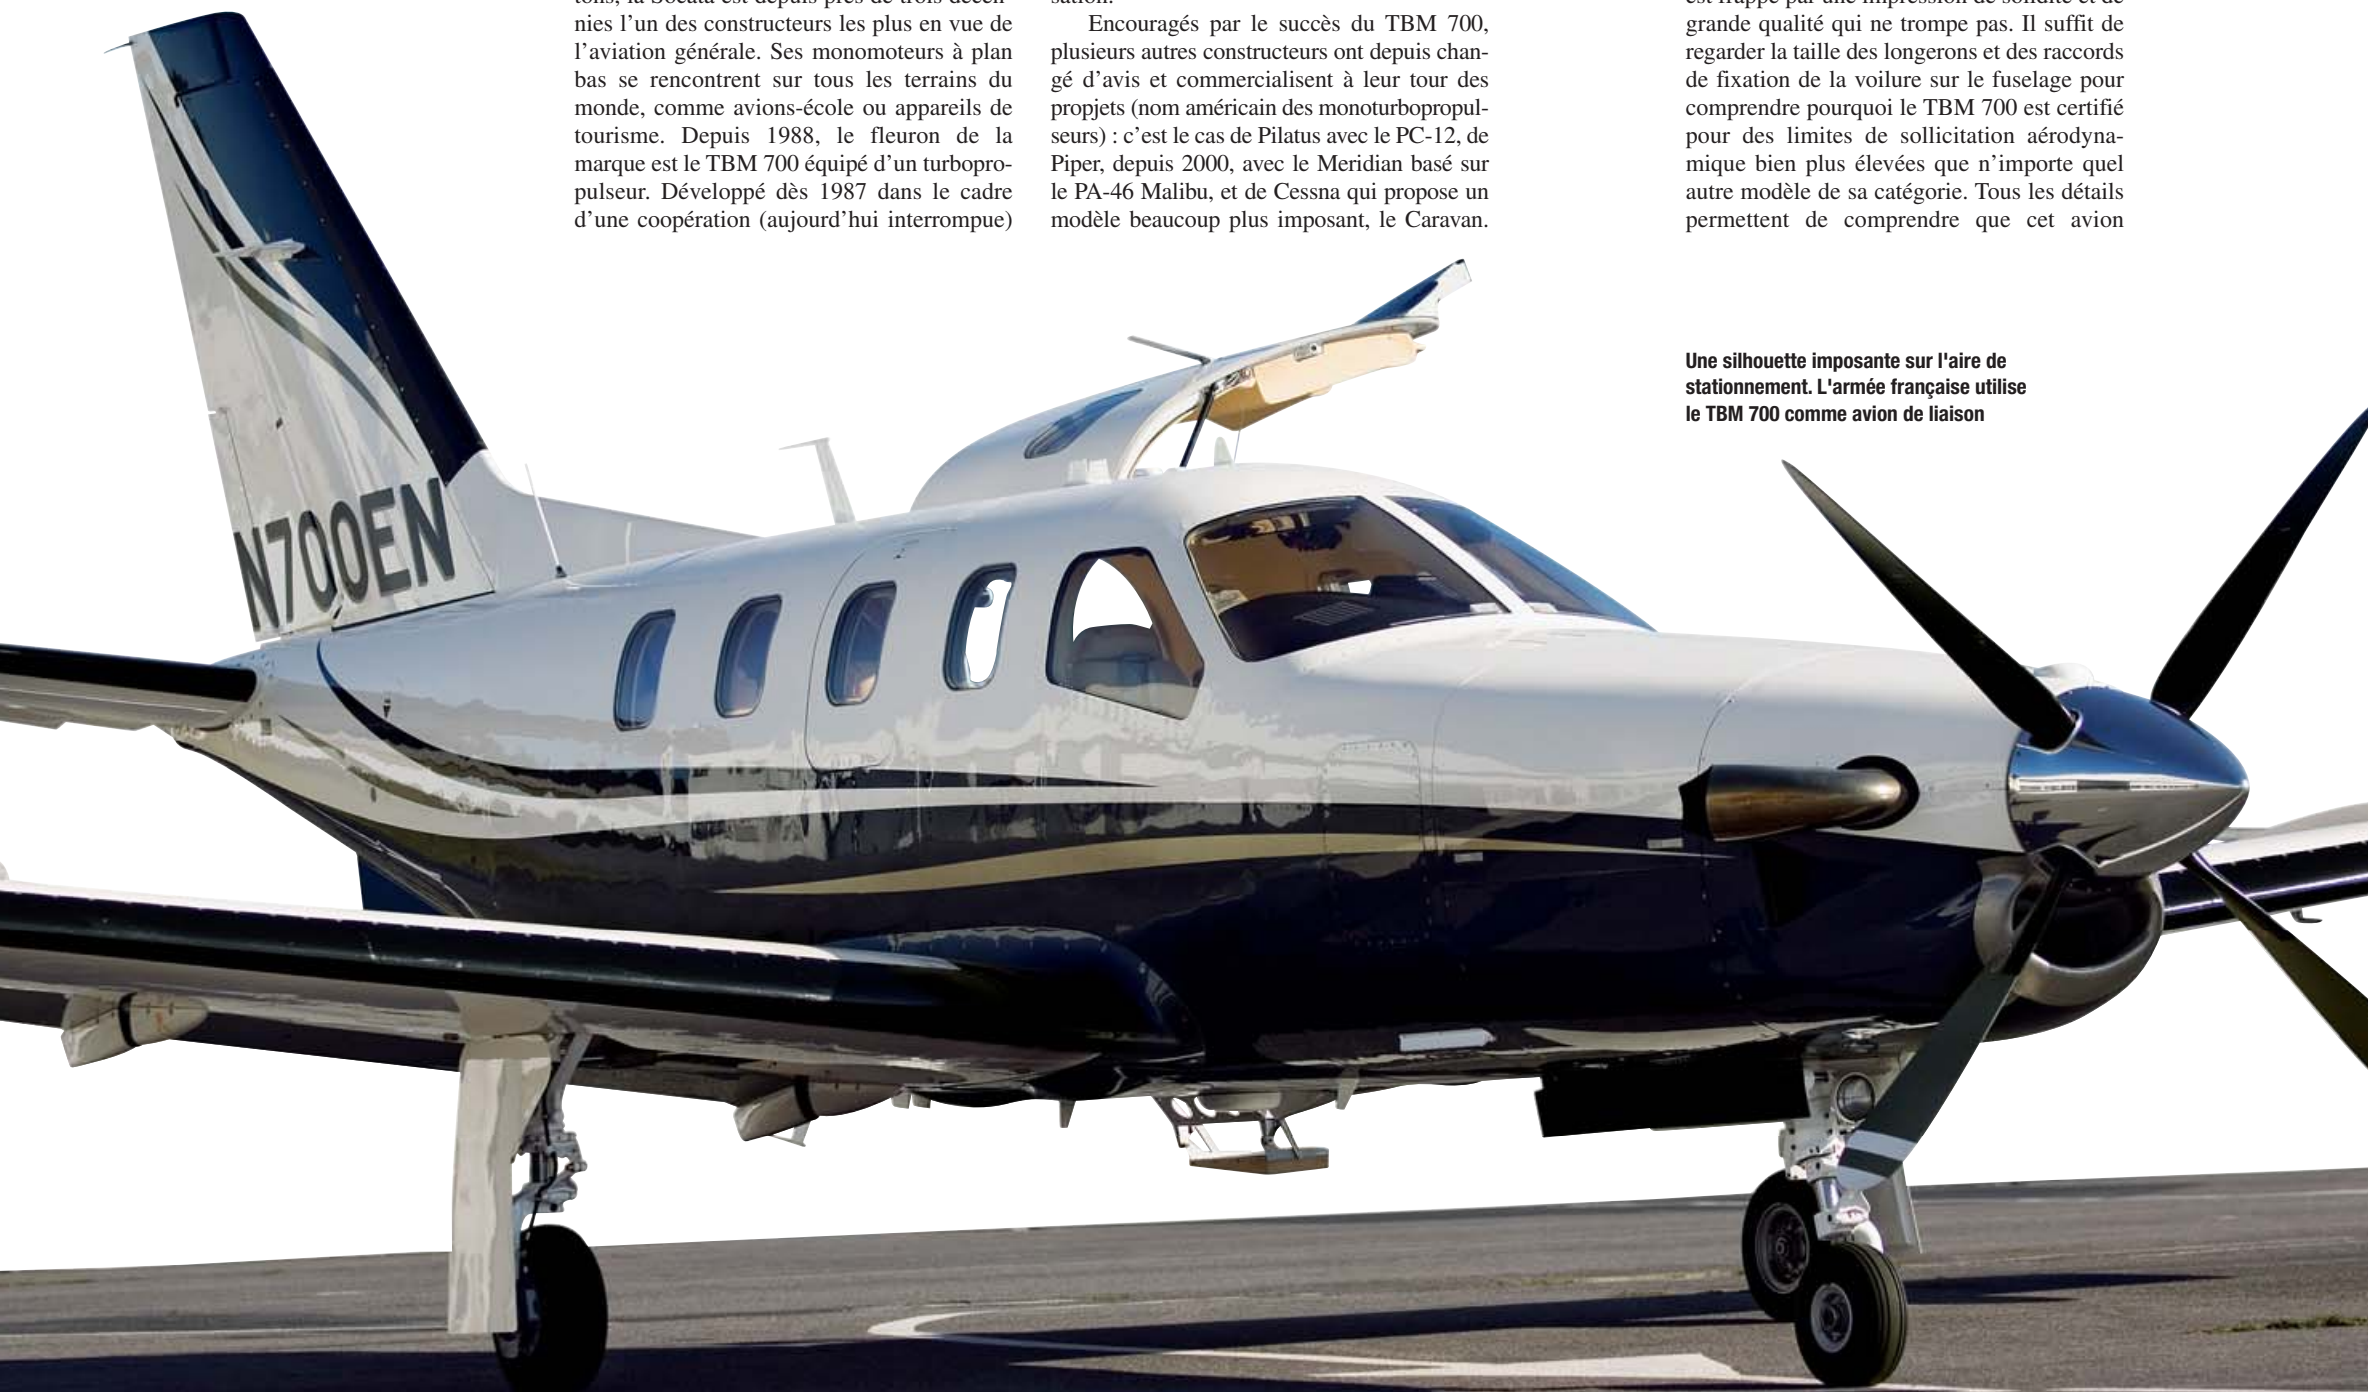 nies l'un des constructeurs les plus en vue de
l'aviation générale. Ses monomoteurs à plan
bas se rencontrent sur tous les terrains du
monde, comme avions-école ou appareils de
tourisme. Depuis 1988, le fleuron de la
marque est le TBM 700 équipé d'un turbopro-
pulseur. Développé dès 1987 dans le cadre
d'une coopération (aujourd'hui interrompue)
sation.
Encouragés par le succès du TBM 700,
plusieurs autres constructeurs ont depuis chan-
gé d'avis et commercialisent à leur tour des
propjets (nom américain des monoturbopropul-
seurs) : c'est le cas de Pilatus avec le PC-12, de
Piper, depuis 2000, avec le Meridian basé sur
le PA-46 Malibu, et de Cessna qui propose un
modèle beaucoup plus imposant, le Caravan.
grande qualité qui ne trompe pas. Il suffit de
regarder la taille des longerons et des raccords
de fixation de la voilure sur le fuselage pour
comprendre pourquoi le TBM 700 est certifié
pour des limites de sollicitation aérodyna-
mique bien plus élevées que n'importe quel
autre modèle de sa catégorie. Tous les détails
permettent de comprendre que cet avion
Une silhouette imposante sur l'aire de
stationnement. L'armée française utilise
le TBM 700 comme avion de liaison
N700EN